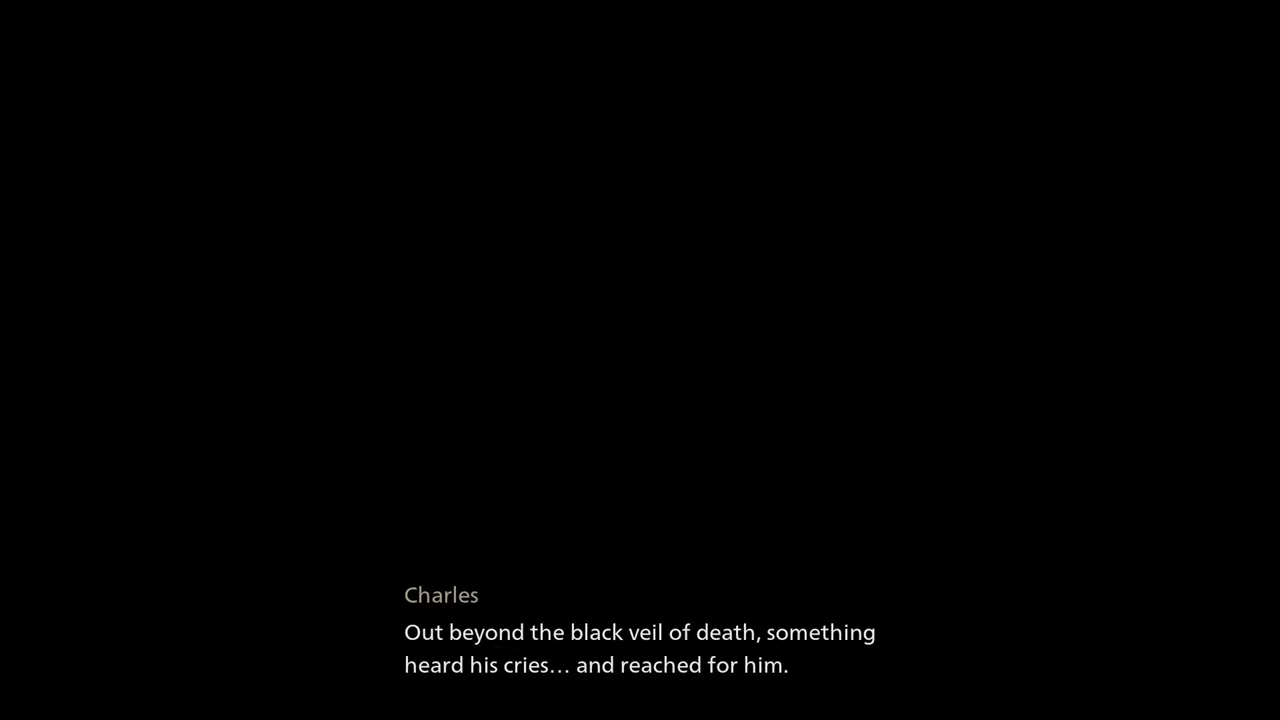 Charles
Out beyond the black veil of death, something
heard his cries… and reached for him.